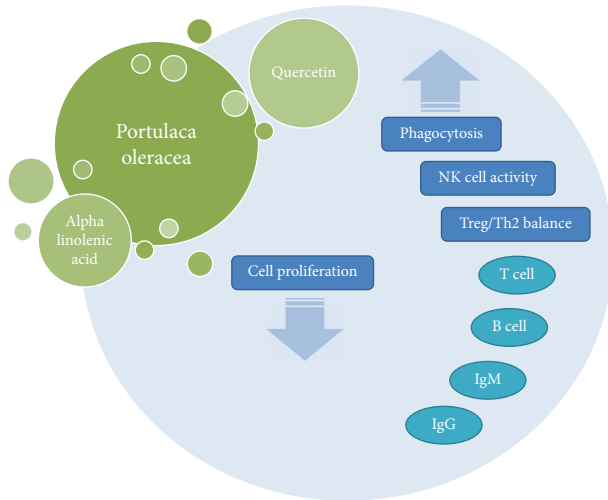 Quercetin
Portulaca
oleracea
Alpha
linolenic
acid
Phagocytosis
NK cell activity
Treg/Th2 balance
Cell proliferation
T cell
B cell
IgM
IgG